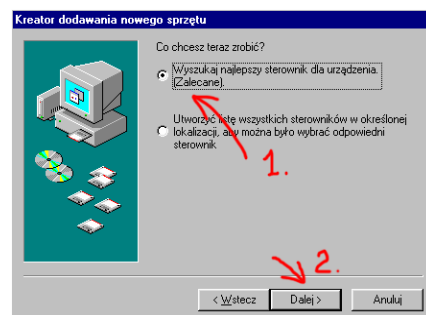 Kreator dodawania nowego sprzętu
Co chcesz teraz zrobić?
Wyszukaj najlepszy sterownik dla urządzenia.
(Zalecane).
Utworzyć listę wszystkich sterowników w określonej
lokalizacji, aby można było wybrać odpowiedni
sterownik
1.
2.
< Wstecz
Dalej >
Anuluj